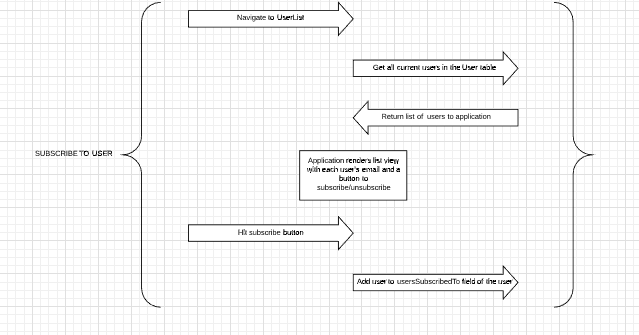 Navigate to UserList
Get all current users in the User table
Return list of users to application
SUBSCRIBE TO USER
Application renders list view
with each user's email and a
button to
subscribe/unsubscribe
Hit subscribe button
Add user to usersSubscribedTo field of the user